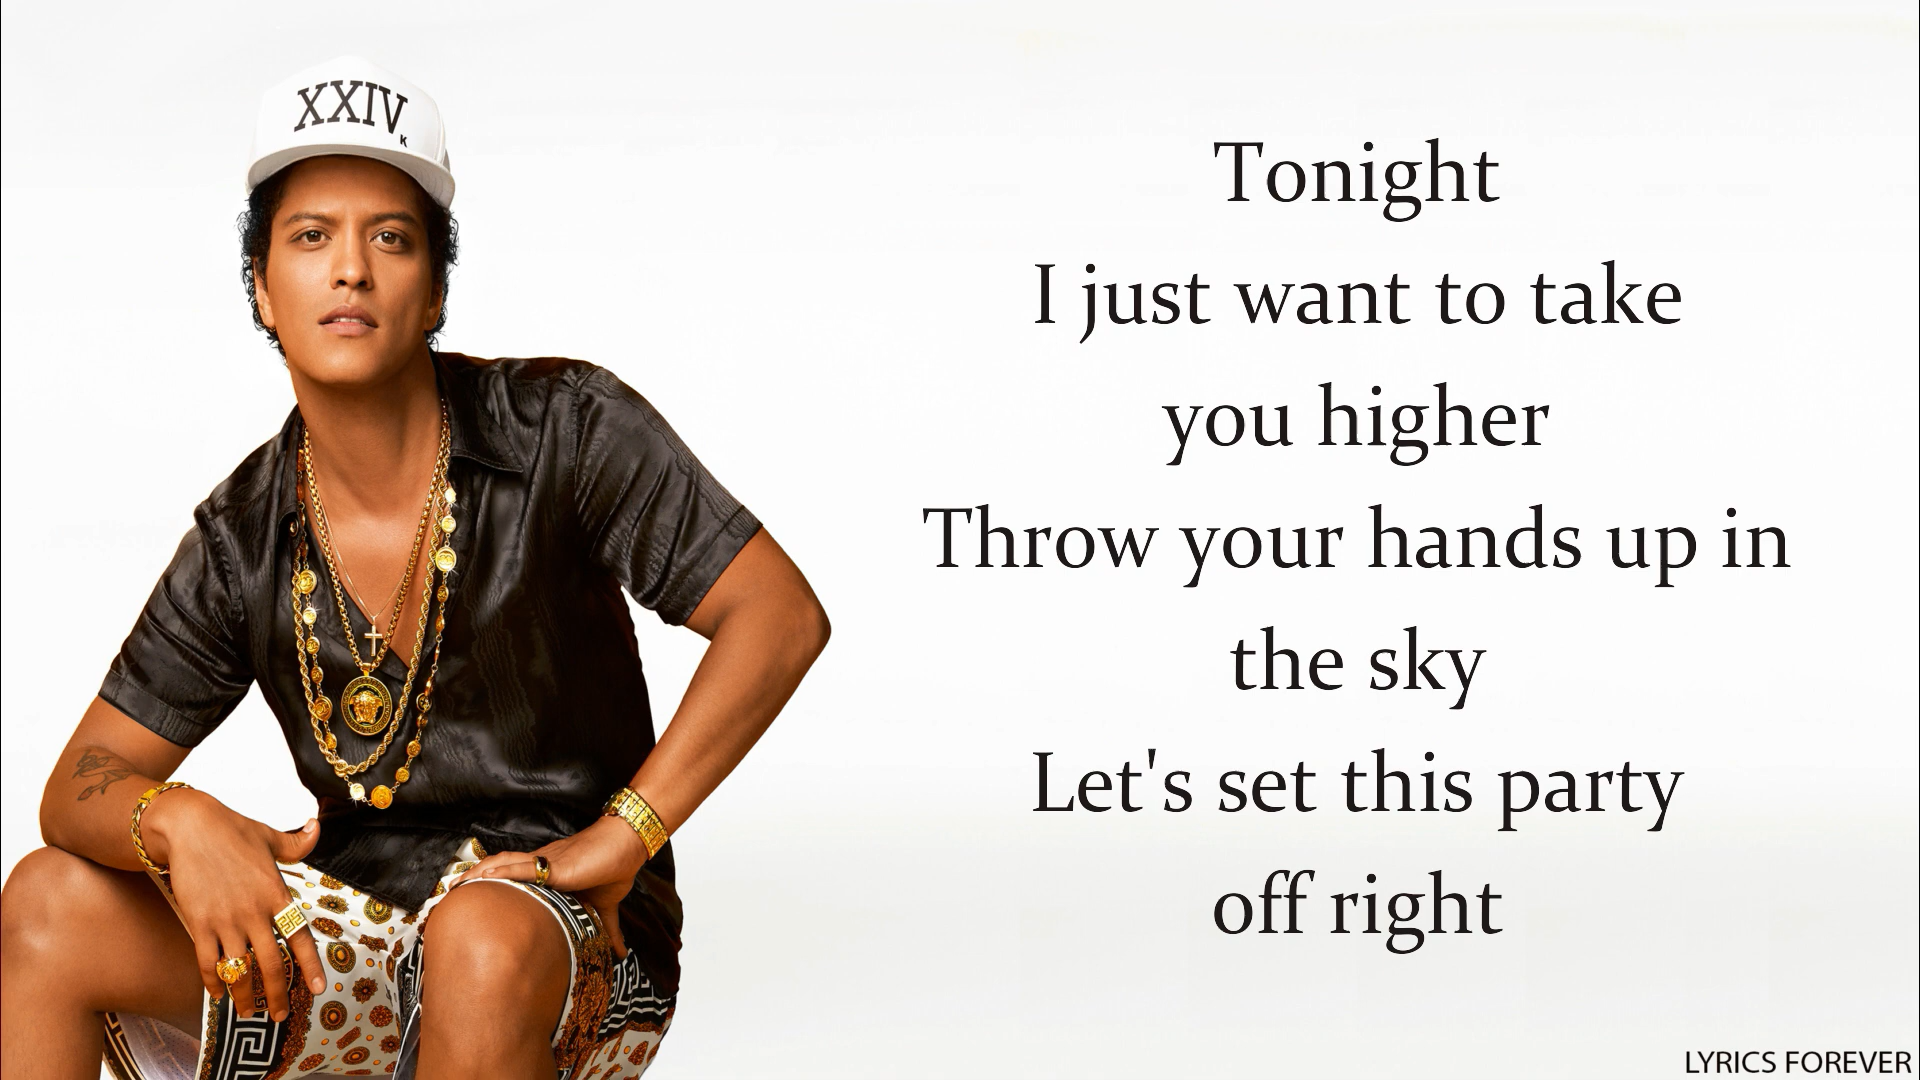 XXIV
K
Tonight
I just want to take
you higher
Throw your hands up in
the sky
Let's set this party
off right
LYRICS FOREVER